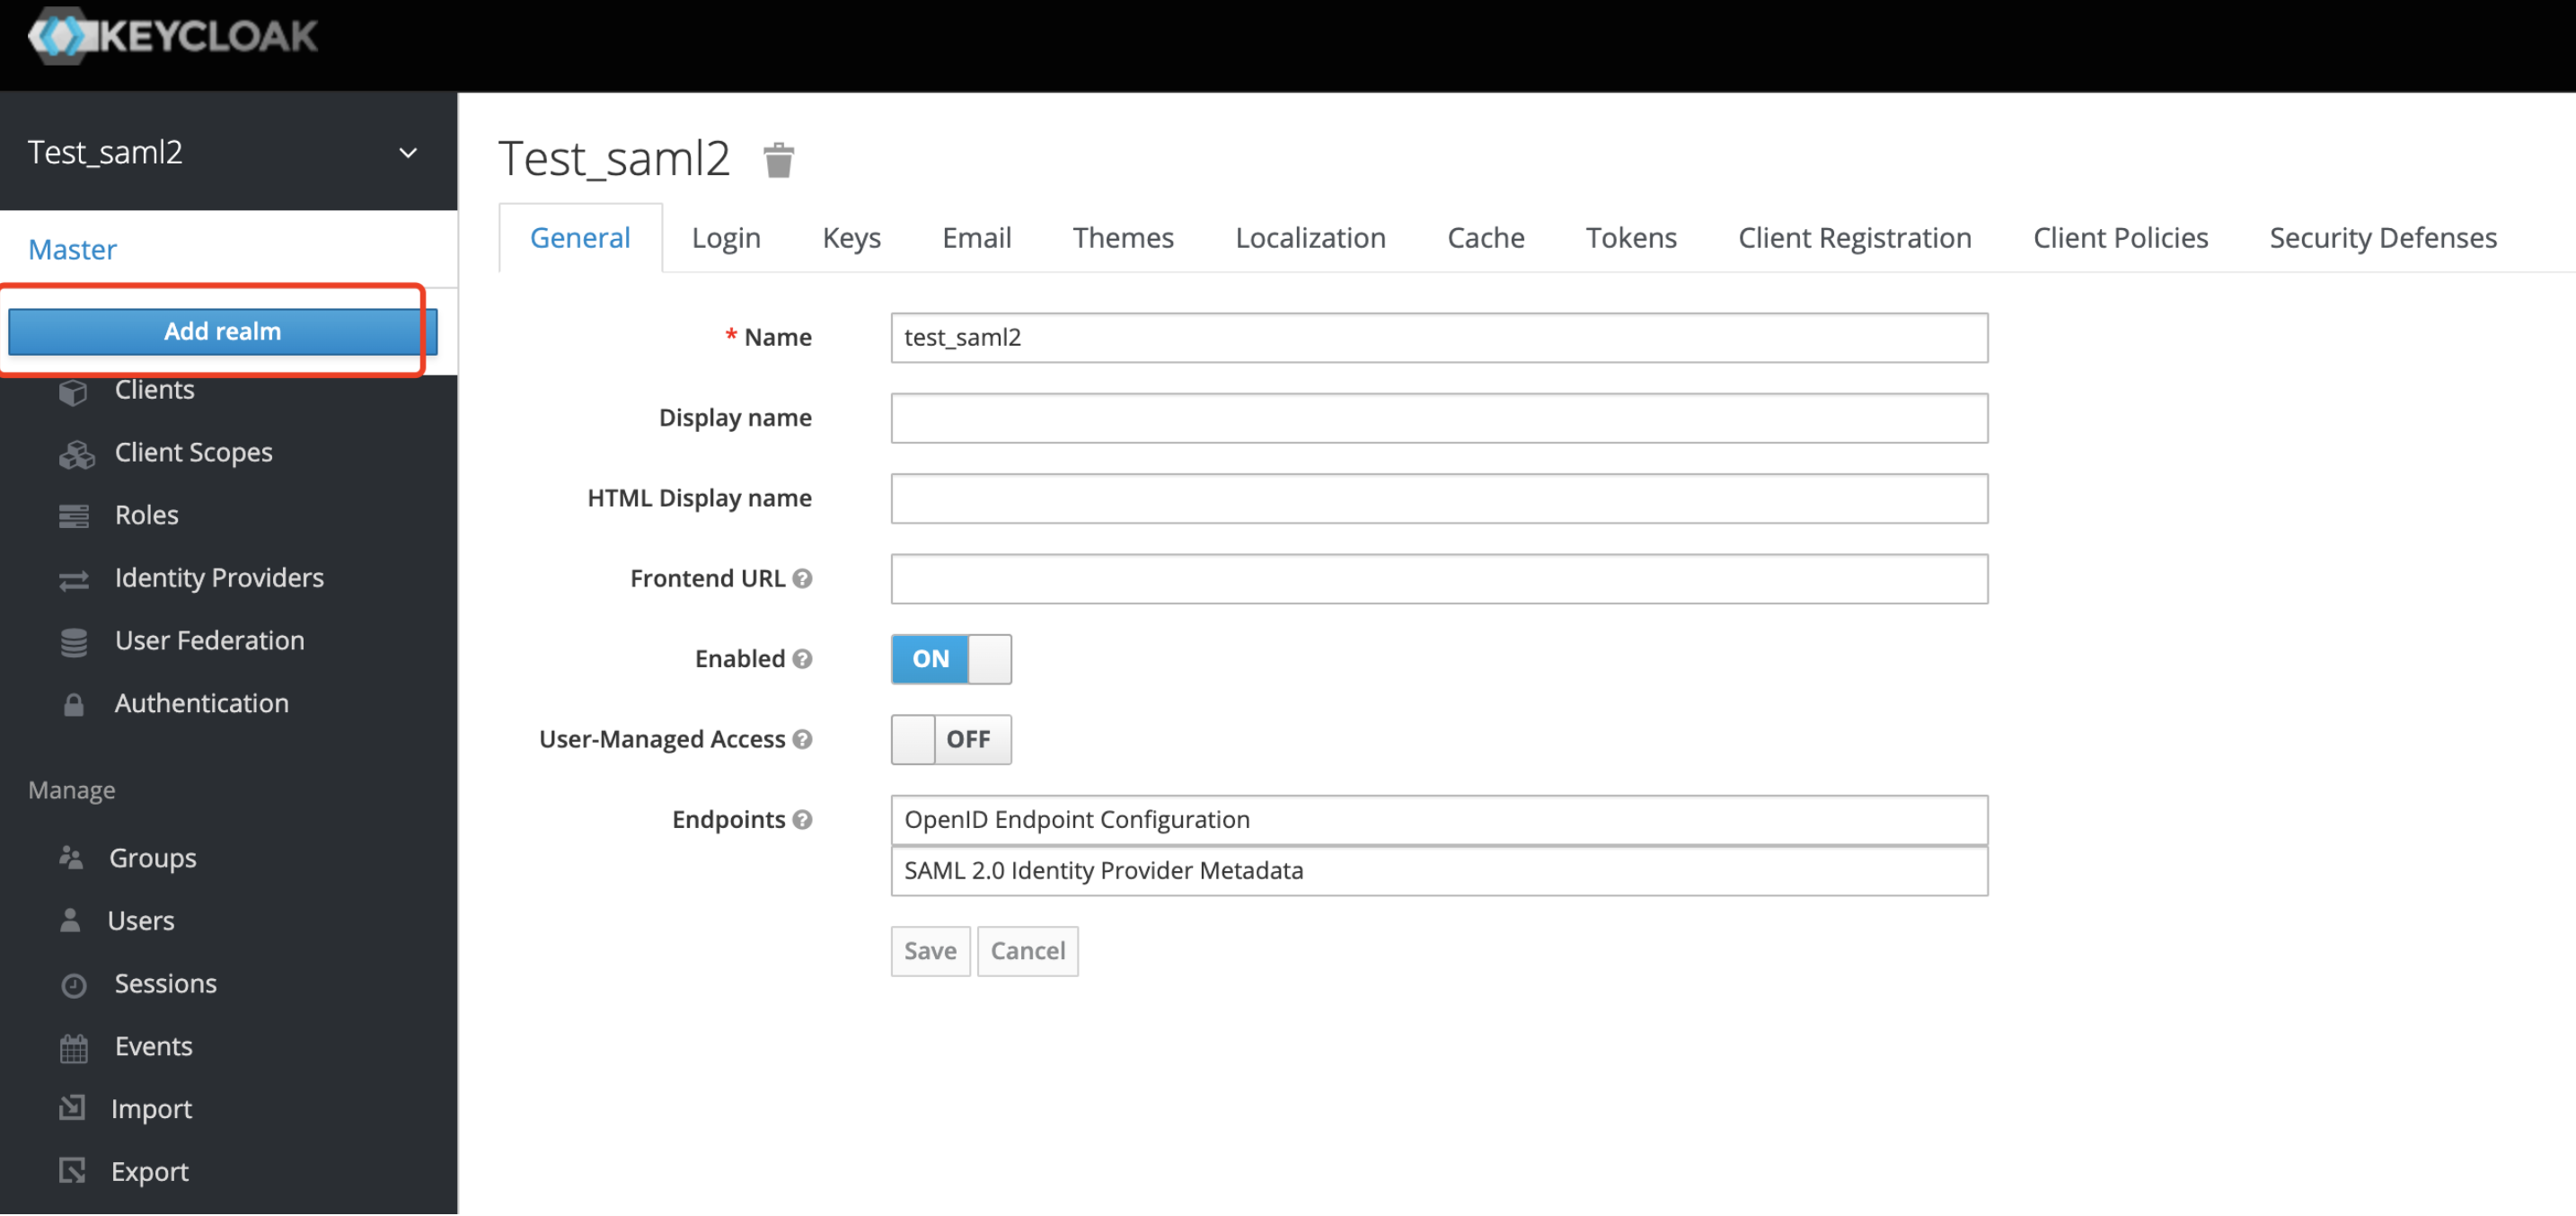 KEYCLOAK
Test_saml2
Master
Add realm
Clients
Client Scopes
Roles
Identity Providers
User Federation
Authentication
Manage
Groups
Users
Sessions
Events
Import
Export
Test_saml2
General Login Keys Email Themes Localization Cache Tokens Client Registration Client Policies Security Defenses
* Name test_saml2
Display name
HTML Display name
Frontend URL ?
Enabled ? ON
User-Managed Access ? OFF
Endpoints ? OpenID Endpoint Configuration
SAML 2.0 Identity Provider Metadata
Save Cancel